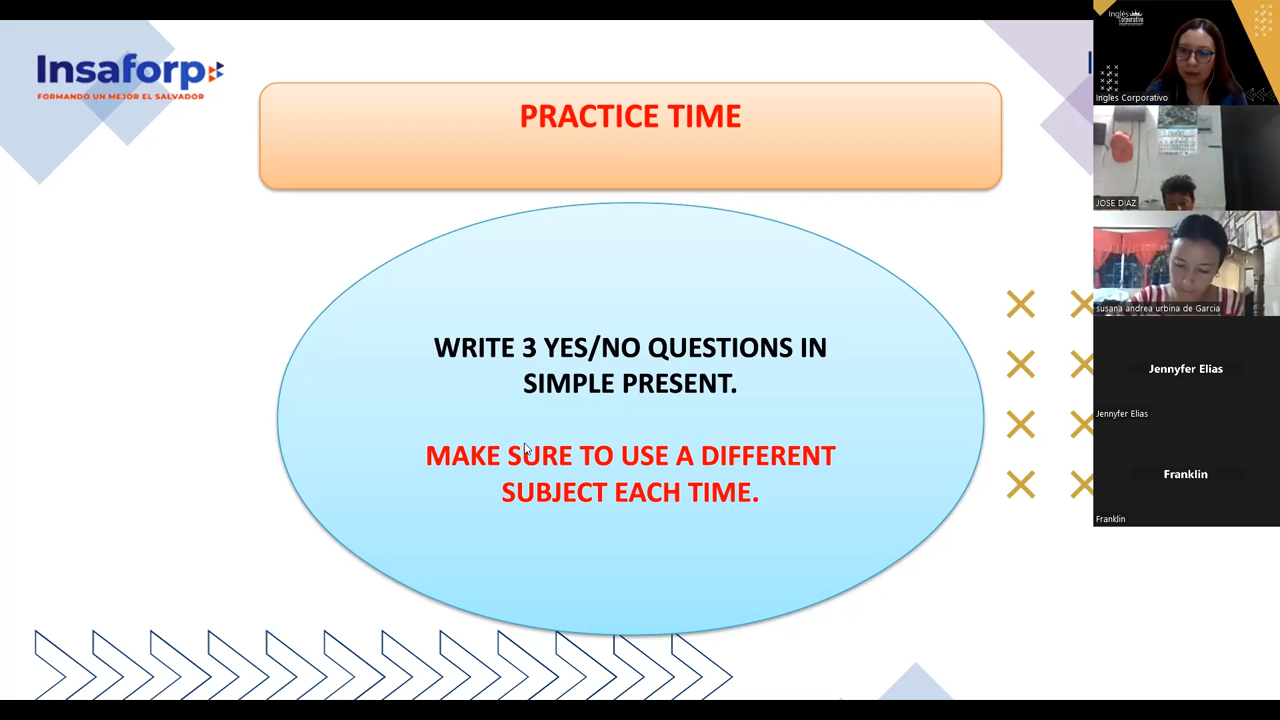 Insaforp
FORMANDO UN MEJOR EL SALVADOR
PRACTICE TIME
WRITE 3 YES/NO QUESTIONS IN
SIMPLE PRESENT.
MAKE SURE TO USE A DIFFERENT
SUBJECT EACH TIME.
Inglés
Corporativo
Ingles Corporativo
JOSE DIAZ
susana andrea urbina de Garcia
Jennyfer Elias
Jennyfer Elias
Franklin
Franklin